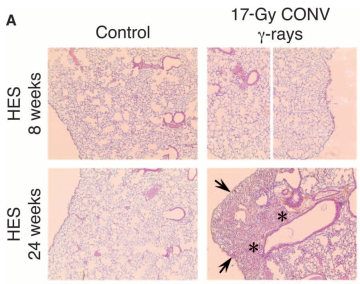 A
Control
17-Gy CONV
γ-rays
HES
8 weeks
HES
24 weeks
*
*